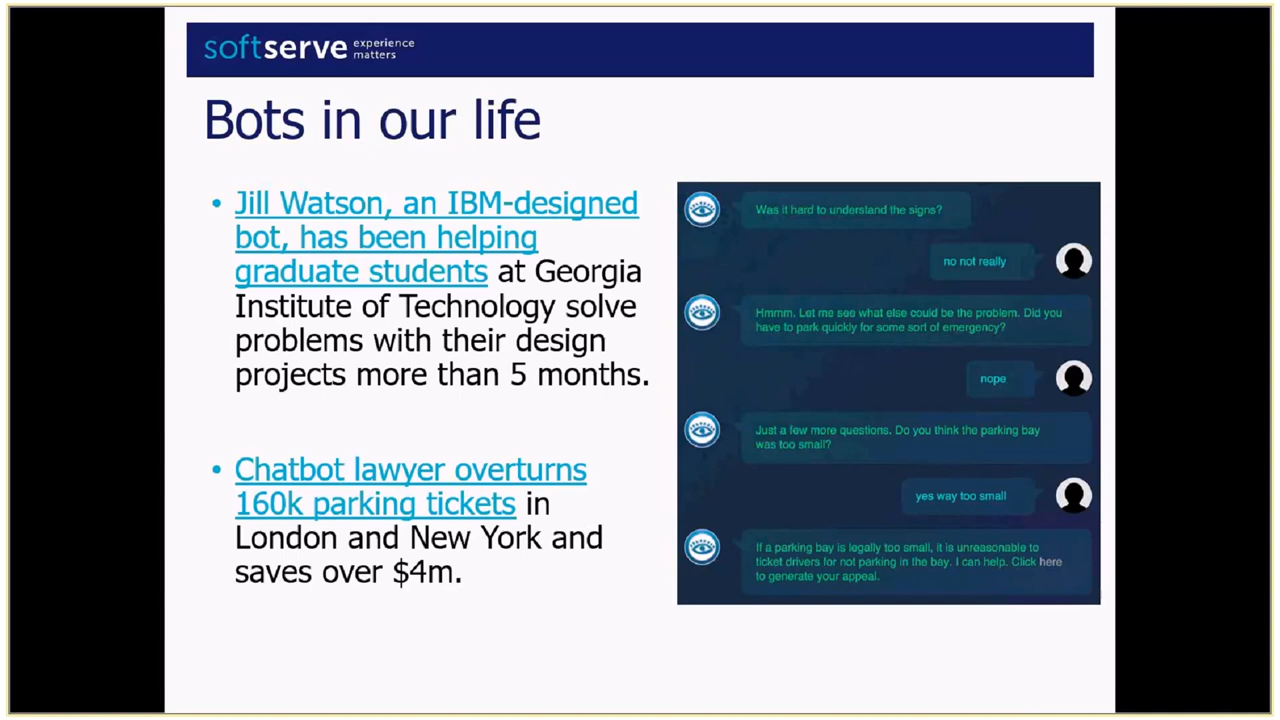 softserve experience matters
Bots in our life
• Jill Watson, an IBM-designed
bot, has been helping
graduate students at Georgia
Institute of Technology solve
problems with their design
projects more than 5 months.
• Chatbot lawyer overturns
160k parking tickets in
London and New York and
saves over $4m.
Was it hard to understand the signs?
no not really
Hmmm. Let me see what else could be the problem. Did you
have to park quickly for some sort of emergency?
nope
Just a few more questions. Do you think the parking bay
was too small?
yes way too small
If a parking bay is legally too small, it is unreasonable to
ticket drivers for not parking in the bay. I can help. Click here
to generate your appeal.